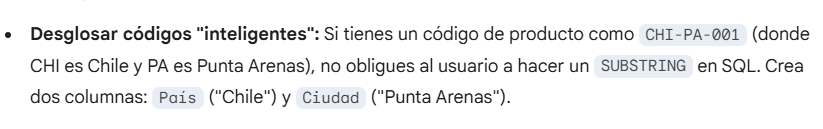 • Desglosar códigos "inteligentes": Si tienes un código de producto como CHI-PA-001 (donde
CHI es Chile y PA es Punta Arenas), no obligues al usuario a hacer un SUBSTRING en SQL. Crea
dos columnas: País ("Chile") y Ciudad ("Punta Arenas").